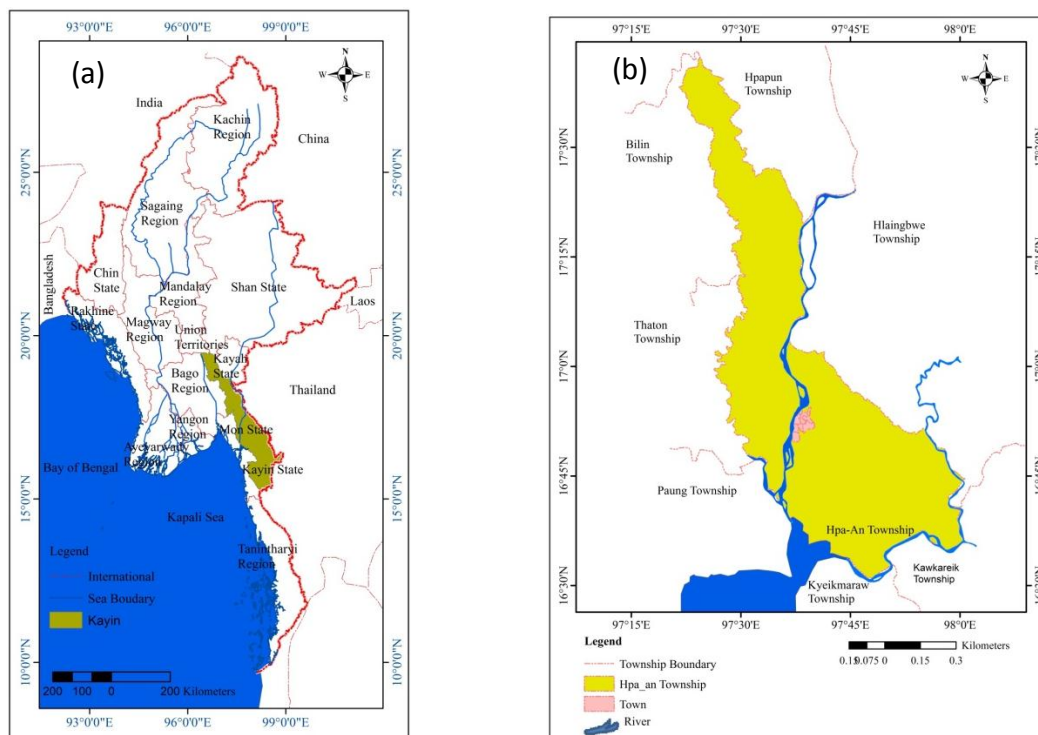 (a)
93°0'0"E
96°0'0"E
99°0'0"E
N
W
E
S
India
Kachin
Region
China
25°0'0"N
25°0'0"N
Sagaing
Region
Bangladesh
Chin
State
Mandalay
Region
Shan State
Laos
Rakhine
State
Magway
Region
Union
Territories
20°0'0"N
20°0'0"N
Kayah
State
Bago
Region
Thailand
Yangon
Region
Mon State
Ayeyarwady
Region
Bay of Bengal
Kayin State
15°0'0"N
15°0'0"N
Kapali Sea
Tanintharyi
Region
Legend
International
Sea Boudary
Kayin
10°0'0"N
10°0'0"N
200
0
200 Kilometers
93°0'0"E
96°0'0"E
99°0'0"E
(b)
97°15'E
97°30'E
97°45'E
98°0'E
N
W
E
S
Hpapun
Township
Bilin
Township
17°30'N
Hlaingbwe
Township
17°15'N
Thaton
Township
17°0'N
16°45'N
Paung Township
Hpa-An Township
Kawkareik
Township
16°30'N
Kyeikmaraw
Township
97°15'E
97°30'E
97°45'E
98°0'E
Legend
Township Boundary
Hpa_an Township
Town
River
Kilometers
0.15
0.075
0
0.15
0.3